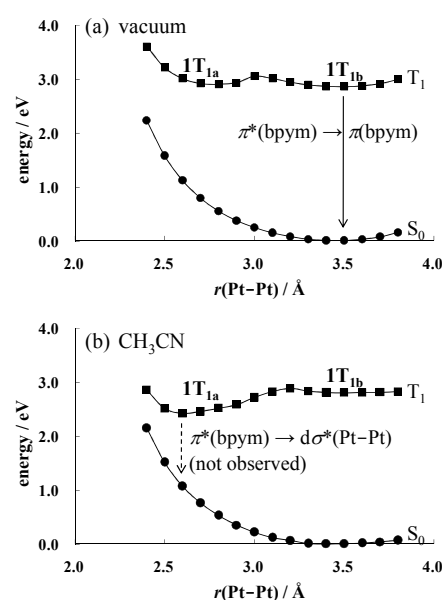 (a) vacuum
4.0
3.0
2.0
1.0
0.0
energy / eV
1T1a
1T1b
T1
π*(bpym) → π(bpym)
S0
2.0 2.5 3.0 3.5 4.0
r(Pt−Pt) / Å
(b) CH3CN
4.0
3.0
2.0
1.0
0.0
energy / eV
1T1a
1T1b
T1
π*(bpym) → dσ*(Pt−Pt)
(not observed)
S0
2.0 2.5 3.0 3.5 4.0
r(Pt−Pt) / Å